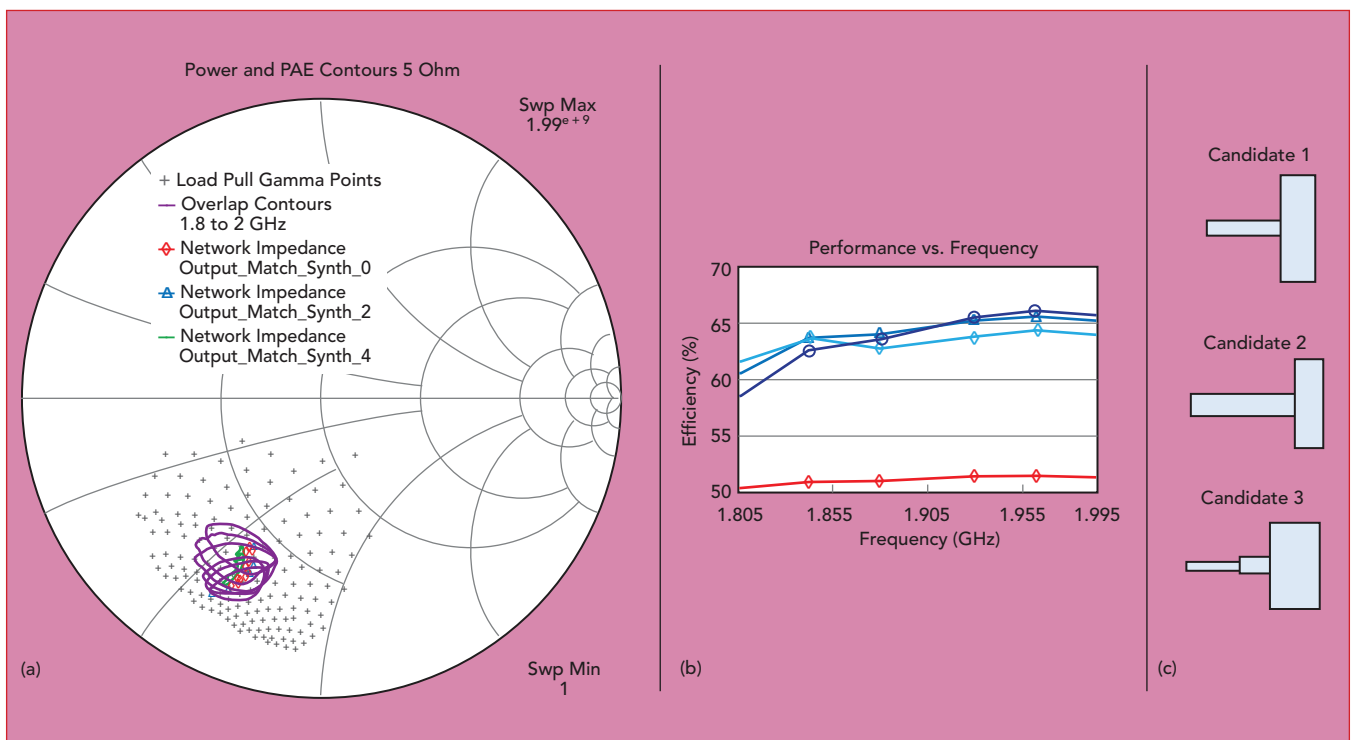 Power and PAE Contours 5 Ohm
Swp Max
1.99e+9
Load Pull Gamma Points
Overlap Contours
1.8 to 2 GHz
Network Impedance
Output_Match_Synth_0
Network Impedance
Output_Match_Synth_2
Network Impedance
Output_Match_Synth_4
Swp Min
1
(a)
Performance vs. Frequency
70
65
60
55
50
Efficiency (%)
1.805
1.855
1.905
1.955
1.995
Frequency (GHz)
(b)
Candidate 1
Candidate 2
Candidate 3
(c)